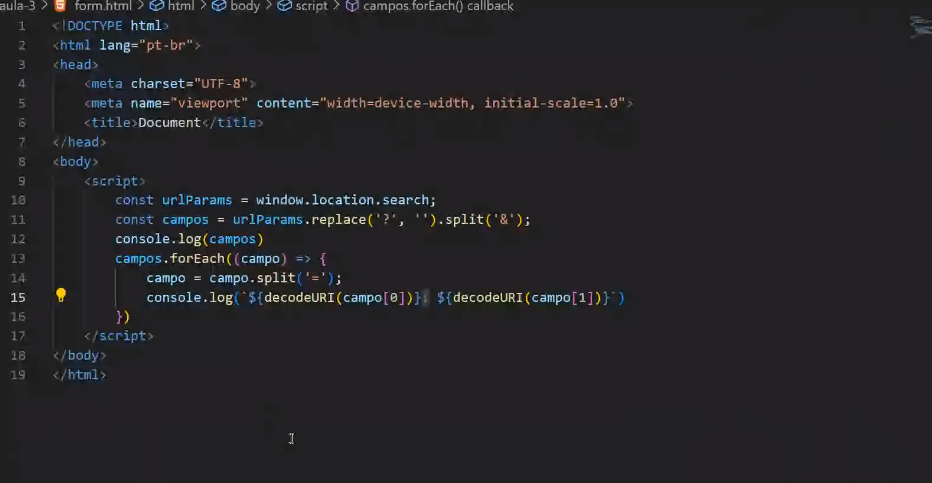 aula-3 > form.html > html > body > script > campos.forEach() callback
1 <!DOCTYPE html>
2 <html lang="pt-br">
3 <head>
4 <meta charset="UTF-8">
5 <meta name="viewport" content="width=device-width, initial-scale=1.0">
6 <title>Document</title>
7 </head>
8 <body>
9 <script>
10 const urlParams = window.location.search;
11 const campos = urlParams.replace('?', '').split('&');
12 console.log(campos)
13 campos.forEach((campo) => {
14 campo = campo.split('=');
15 console.log(`${decodeURI(campo[0])}: ${decodeURI(campo[1])}`)
16 })
17 </script>
18 </body>
19 </html>